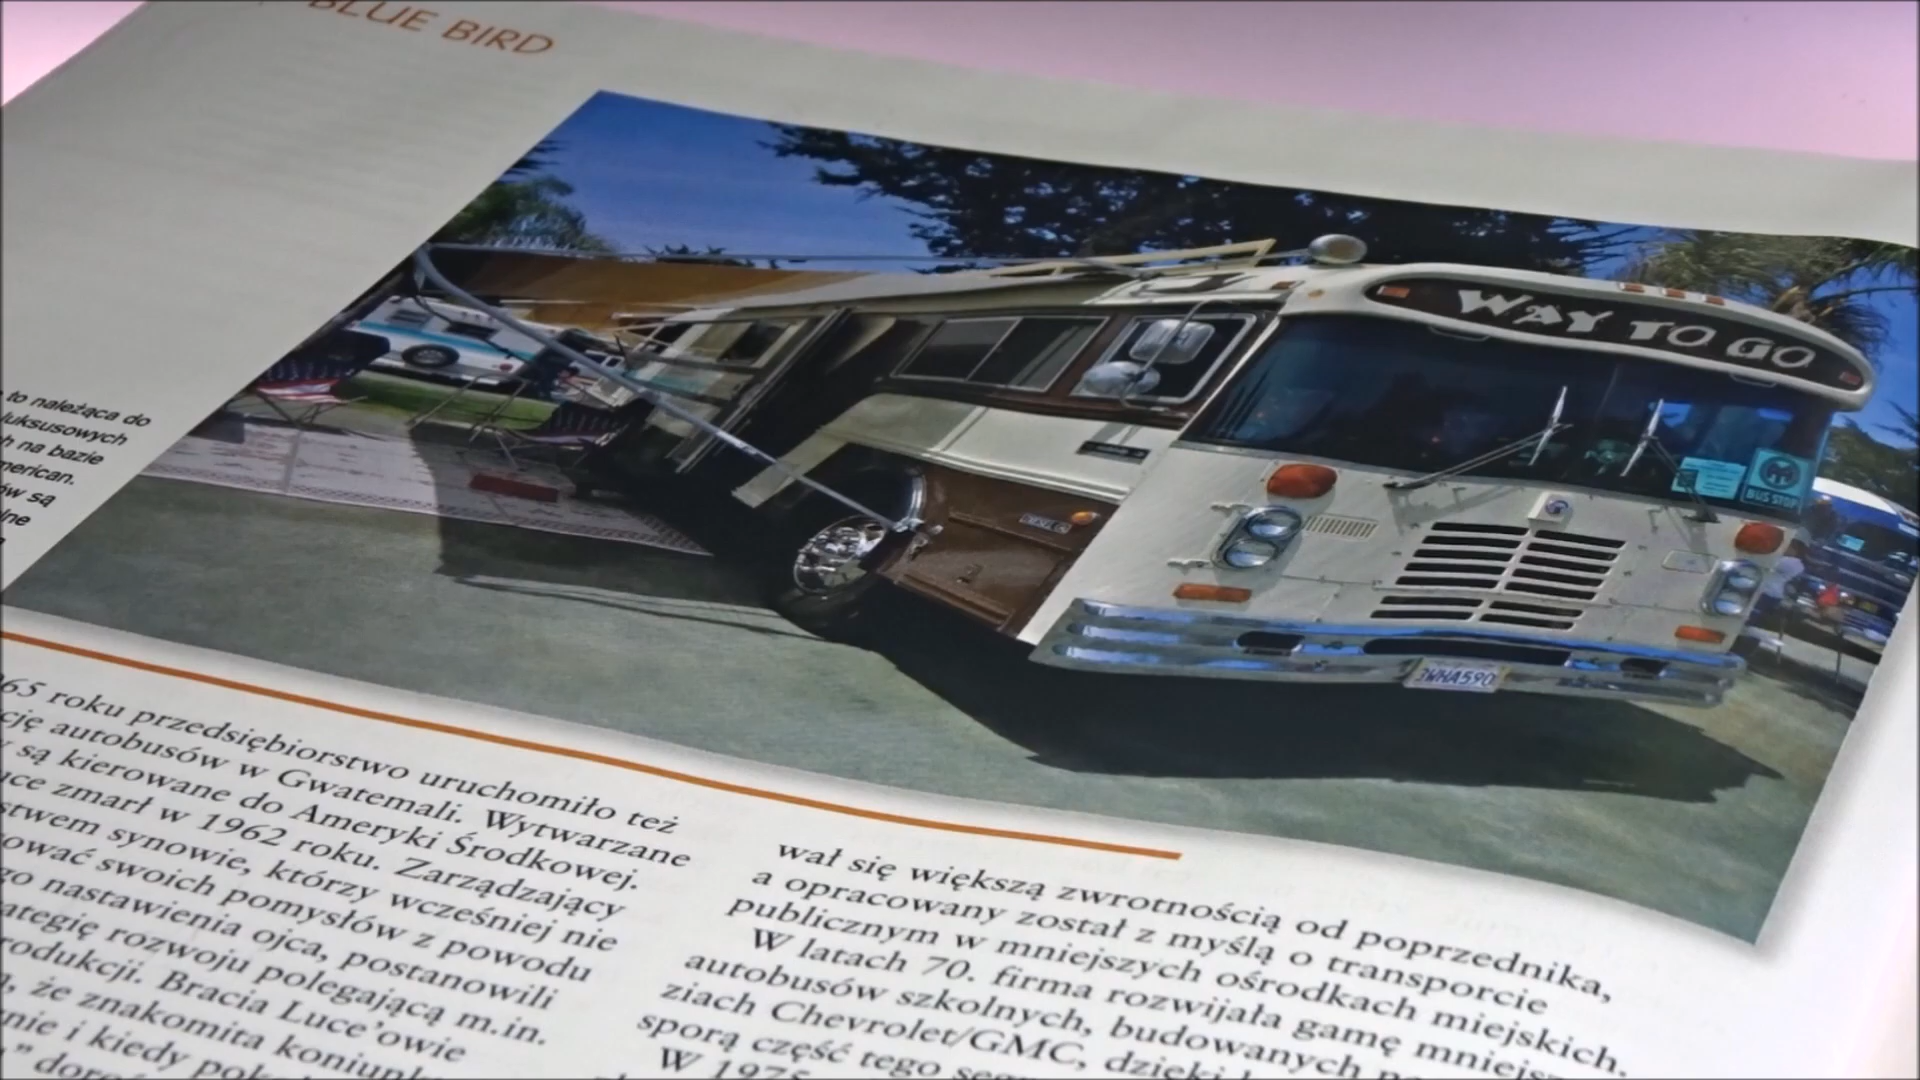 BLUE BIRD
WAY TO GO
BUS STOP
3WHA590
to należąca do
luksusowych
na bazie
są
65 roku przedsiębiorstwo uruchomiło też
cję autobusów w Gwatemali. Wytwarzane
są kierowane do Ameryki Środkowej.
uce zmarł w 1962 roku. Zarządzający
stwem synowie, którzy wcześniej nie
ować swoich pomysłów z powodu
go nastawienia ojca, postanowili
ategię rozwoju polegającą m.in.
rodukcji. Bracia Luce'owie
że znakomita
nie i kiedy
wał się większą zwrotnością od poprzednika,
a opracowany został z myślą o transporcie
publicznym w mniejszych ośrodkach miejskich.
W latach 70. firma rozwijała gamę
autobusów szkolnych, budowanych
ziach Chevrolet/GMC, dzięki
sporą część tego
W 1975